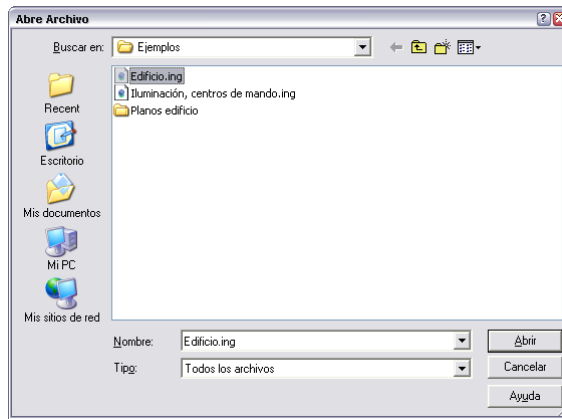 Abre Archivo
Buscar en: Ejemplos
Edificio.ing
Iluminación, centros de mando.ing
Planos edificio
Recent
Escritorio
Mis documentos
Mi PC
Mis sitios de red
Nombre: Edificio.ing Abrir
Tipo: Todos los archivos Cancelar
Ayuda